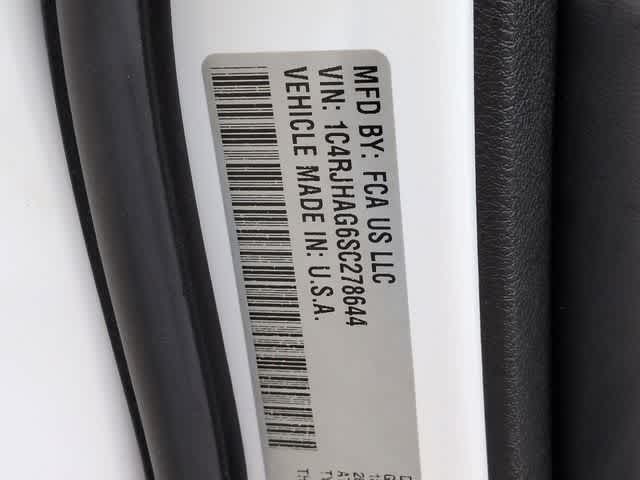 MFD BY: FCA US LLC
VIN: 1C4RJHAG6SC278644
VEHICLE MADE IN: U.S.A.